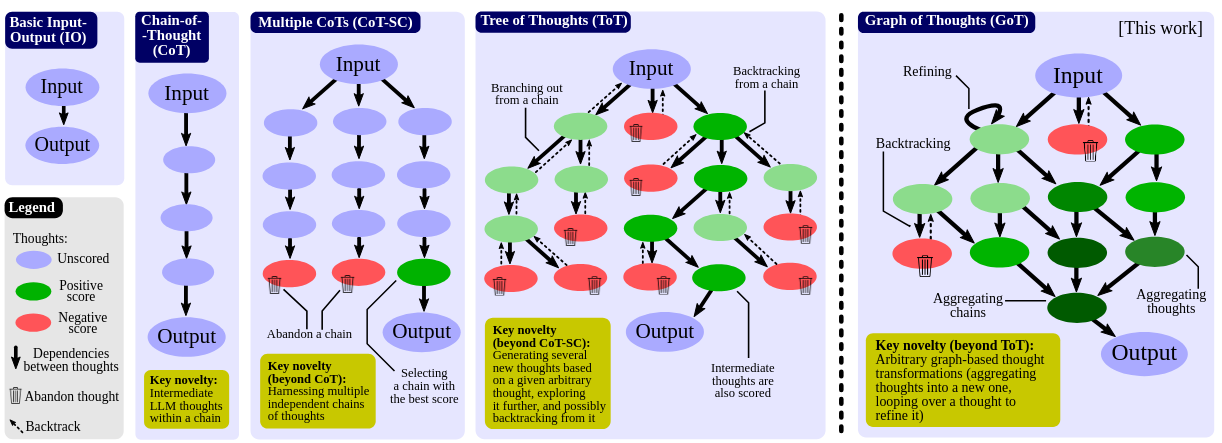 Basic Input-
Output (IO)
Input
Output
Legend
Thoughts:
Unscored
Positive
score
Negative
score
Dependencies
between thoughts
Abandon thought
Backtrack
Chain-of-
-Thought
(CoT)
Input
Output
Key novelty:
Intermediate
LLM thoughts
within a chain
Multiple CoTs (CoT-SC)
Input
Abandon a chain
Output
Selecting
a chain with
the best score
Key novelty
(beyond CoT):
Harnessing multiple
independent chains
of thoughts
Tree of Thoughts (ToT)
Input
Branching out
from a chain
Backtracking
from a chain
Output
Intermediate
thoughts are
also scored
Key novelty
(beyond CoT-SC):
Generating several
new thoughts based
on a given arbitrary
thought, exploring
it further, and possibly
backtracking from it
Graph of Thoughts (GoT)
[This work]
Refining
Input
Backtracking
Aggregating
chains
Aggregating
thoughts
Output
Key novelty (beyond ToT):
Arbitrary graph-based thought
transformations (aggregating
thoughts into a new one,
looping over a thought to
refine it)